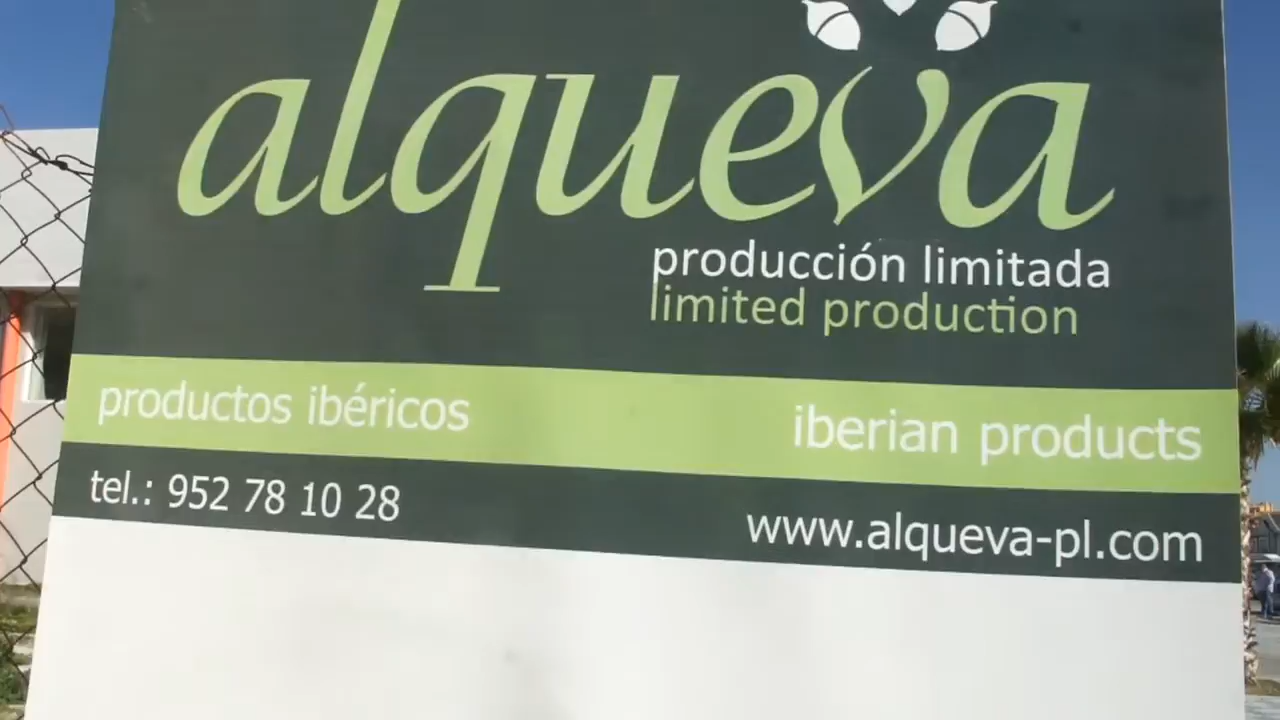 alqueva
producción limitada
limited production
productos ibéricos
iberian products
tel.: 952 78 10 28
www.alqueva-pl.com